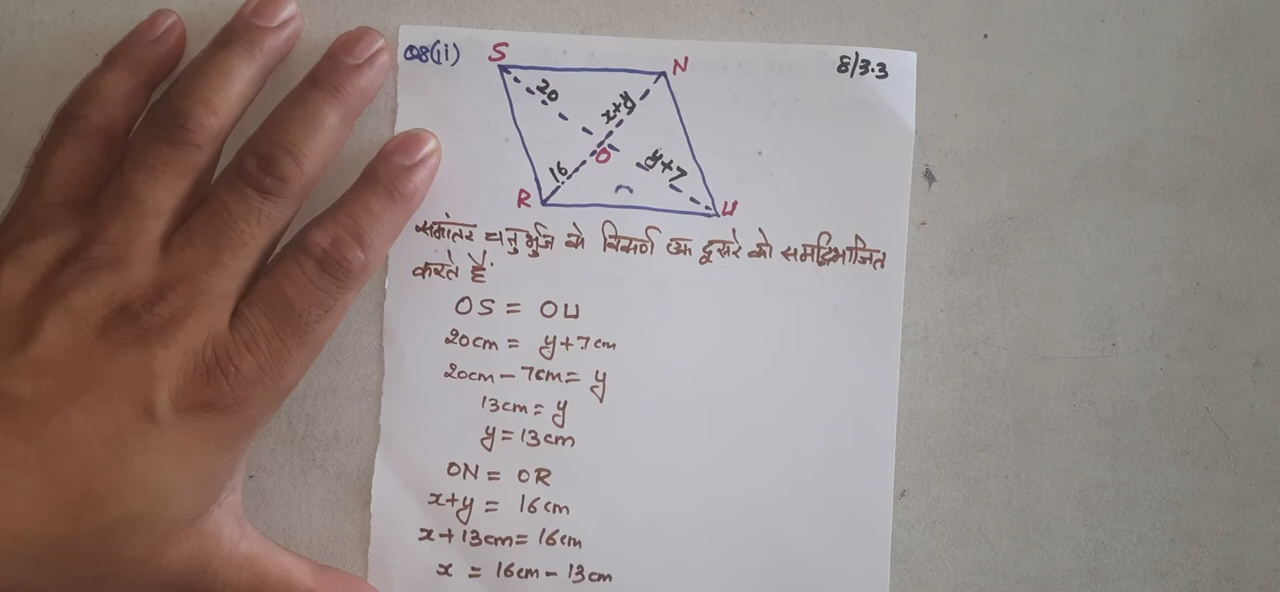 Q8(ii)
8/3.3
S
N
20
x+y
O
16
y+7
R
U
समांतर चतुर्भुज के विकर्ण एक दूसरे को समद्विभाजित
करते हैं
OS = OU
20cm = y+7cm
20cm - 7cm = y
13cm = y
y = 13cm
ON = OR
x+y = 16cm
x+13cm = 16cm
x = 16cm - 13cm